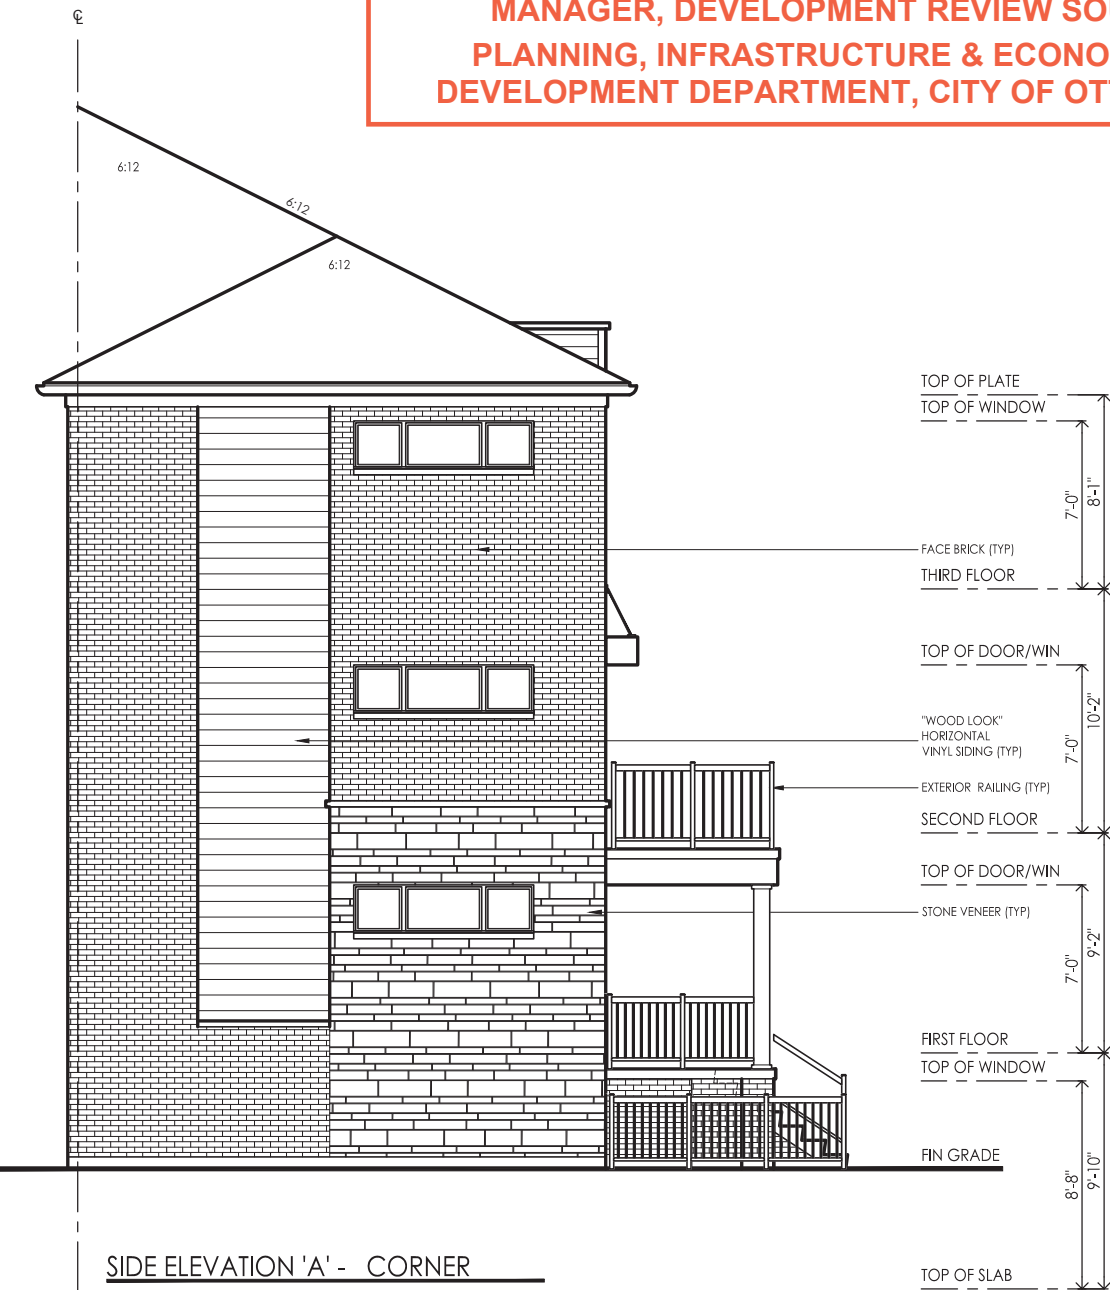 MANAGER, DEVELOPMENT REVIEW SOU
PLANNING, INFRASTRUCTURE & ECONO
DEVELOPMENT DEPARTMENT, CITY OF OT
℄
6:12
6:12
6:12
TOP OF PLATE
TOP OF WINDOW
7'-0"
8'-1"
FACE BRICK (TYP)
THIRD FLOOR
TOP OF DOOR/WIN
"WOOD LOOK"
HORIZONTAL
VINYL SIDING (TYP)
7'-0"
10'-2"
EXTERIOR RAILING (TYP)
SECOND FLOOR
TOP OF DOOR/WIN
STONE VENEER (TYP)
7'-0"
9'-2"
FIRST FLOOR
TOP OF WINDOW
FIN GRADE
8'-8"
9'-10"
TOP OF SLAB
SIDE ELEVATION 'A' - CORNER